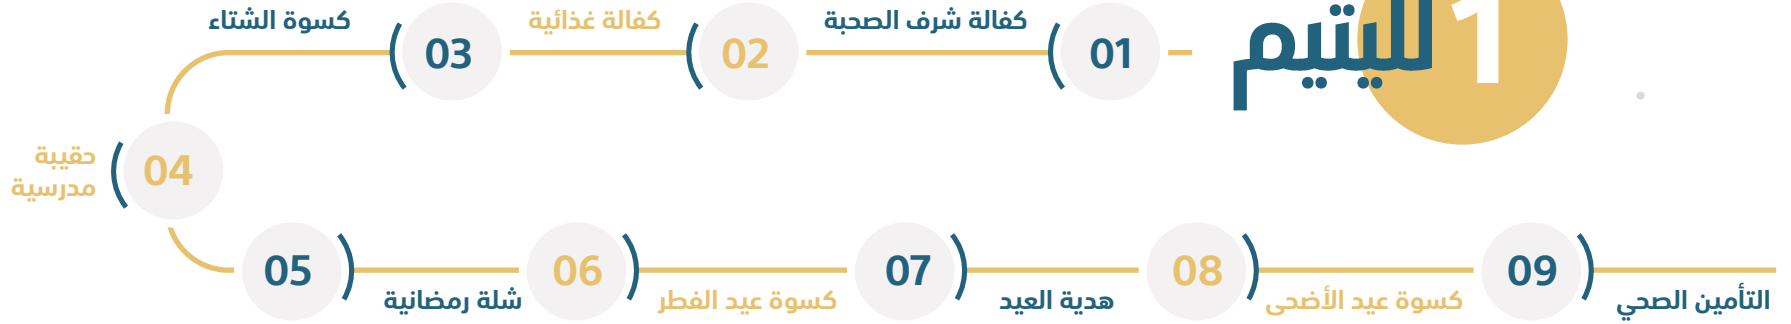 1
لليتيم
01
كفالة شرف الصحبة
02
كفالة غذائية
03
كسوة الشتاء
04
حقيبة
مدرسية
05
شلة رمضانية
06
كسوة عيد الفطر
07
هدية العيد
08
كسوة عيد الأضحى
09
التأمين الصحي